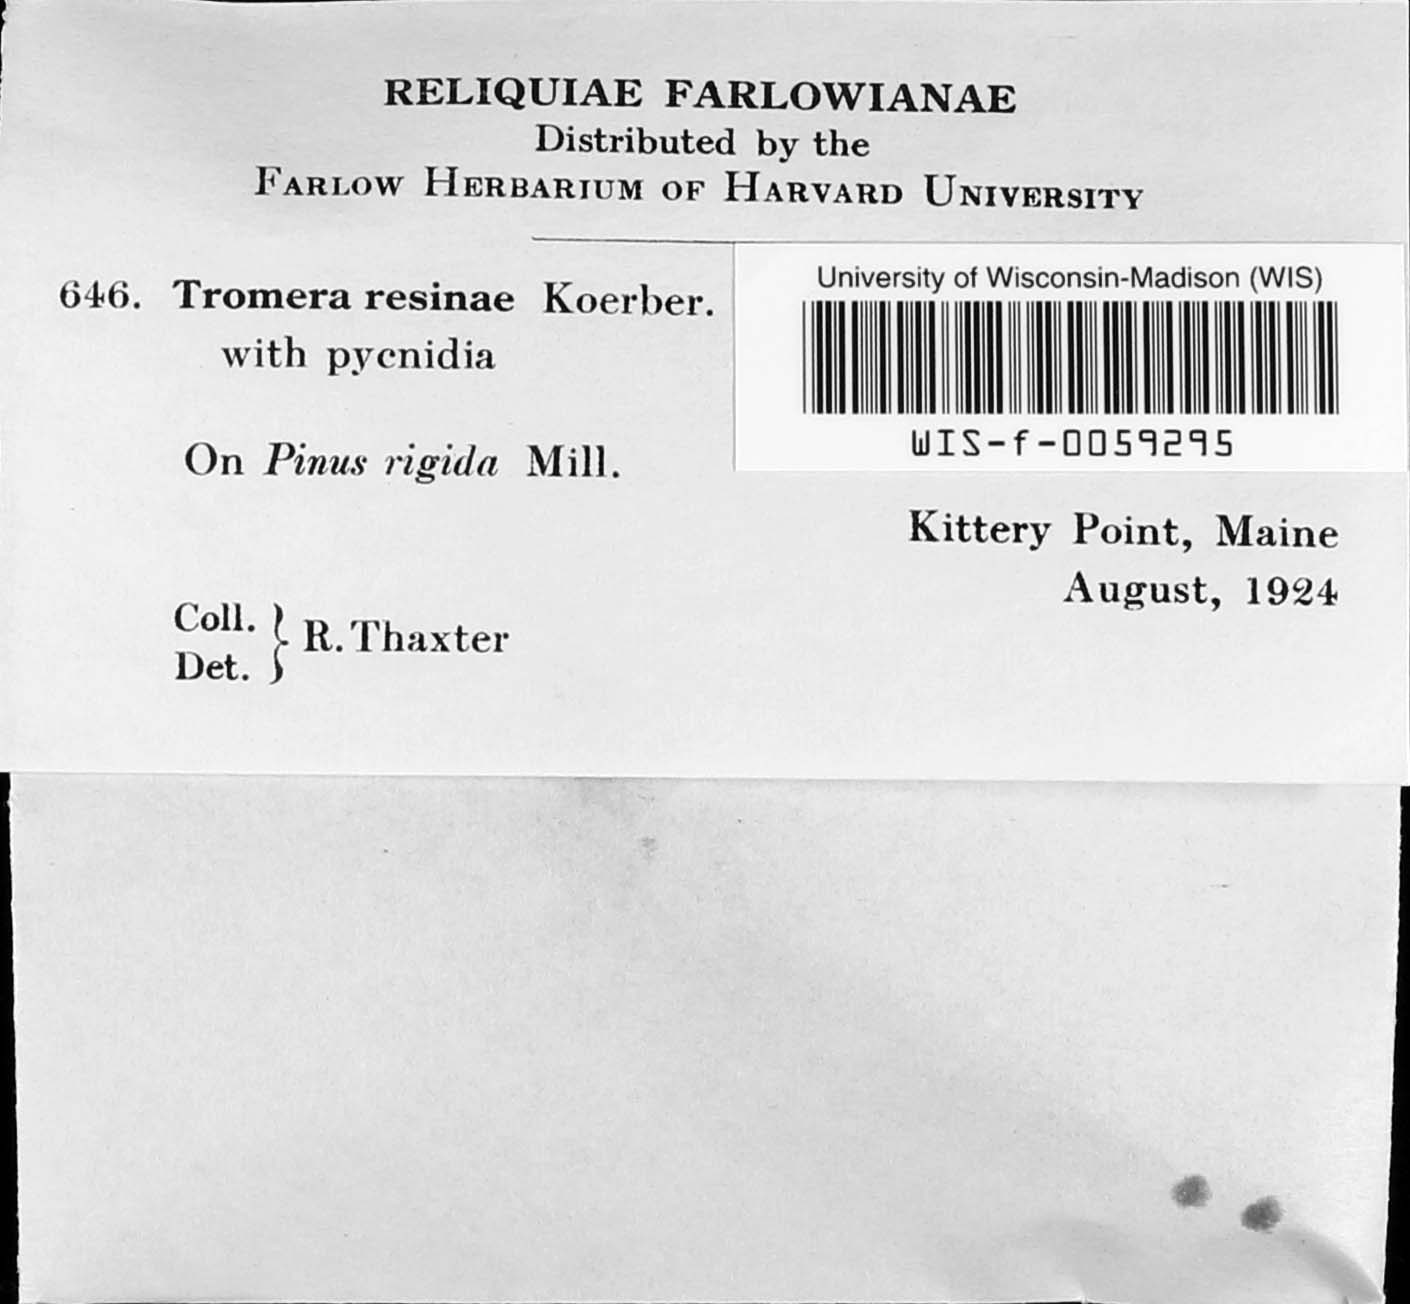 RELIQUIAE FARLOWIANAE
Distributed by the
FARLOW HERBARIUM OF HARVARD UNIVERSITY
646. Tromera resinae Koerber.
with pycnidia
On Pinus rigida Mill.
University of Wisconsin-Madison (WIS)
WIS-f-0059295
Kittery Point, Maine
August, 1924
Coll.
Det. } R. Thaxter